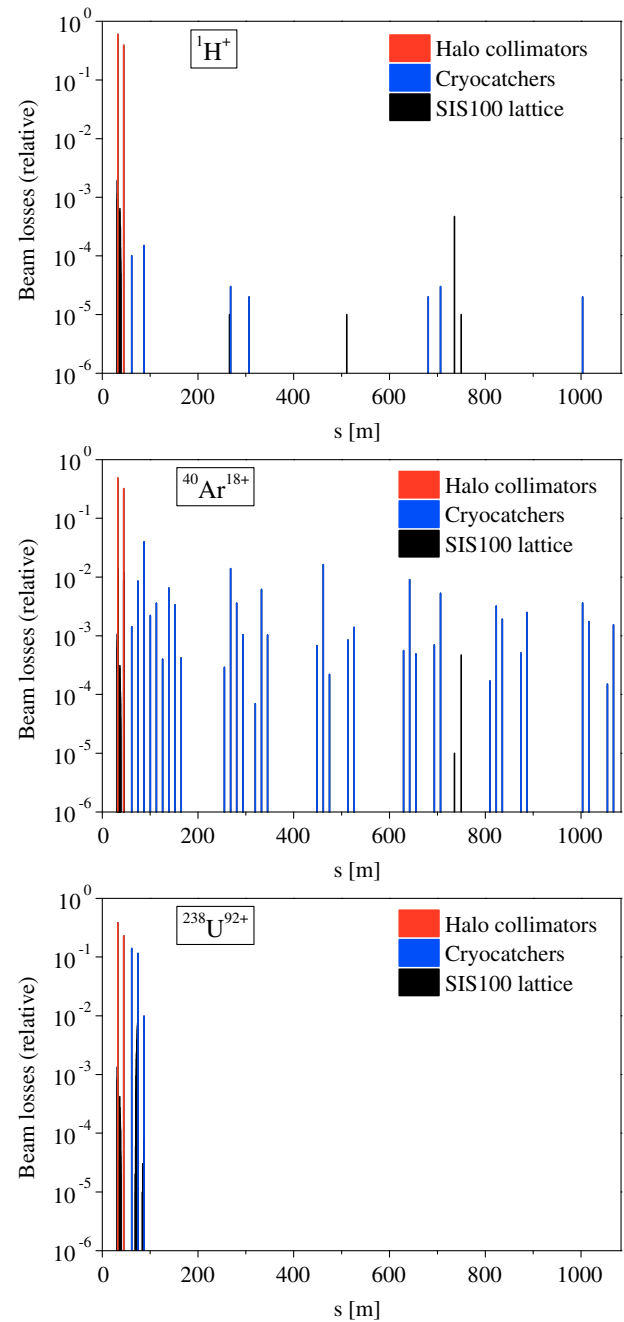 10^0
^1H^+
Halo collimators
Cryocatchers
SIS100 lattice
10^-1
10^-2
10^-3
10^-4
10^-5
10^-6
Beam losses (relative)
0 200 400 600 800 1000
s [m]
10^0
^40Ar^18+
Halo collimators
Cryocatchers
SIS100 lattice
10^-1
10^-2
10^-3
10^-4
10^-5
10^-6
Beam losses (relative)
0 200 400 600 800 1000
s [m]
10^0
^238U^92+
Halo collimators
Cryocatchers
SIS100 lattice
10^-1
10^-2
10^-3
10^-4
10^-5
10^-6
Beam losses (relative)
0 200 400 600 800 1000
s [m]